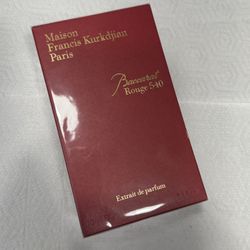 Maison
Francis Kurkdjian
Paris
Baccarat
Rouge 540
Extrait de parfum